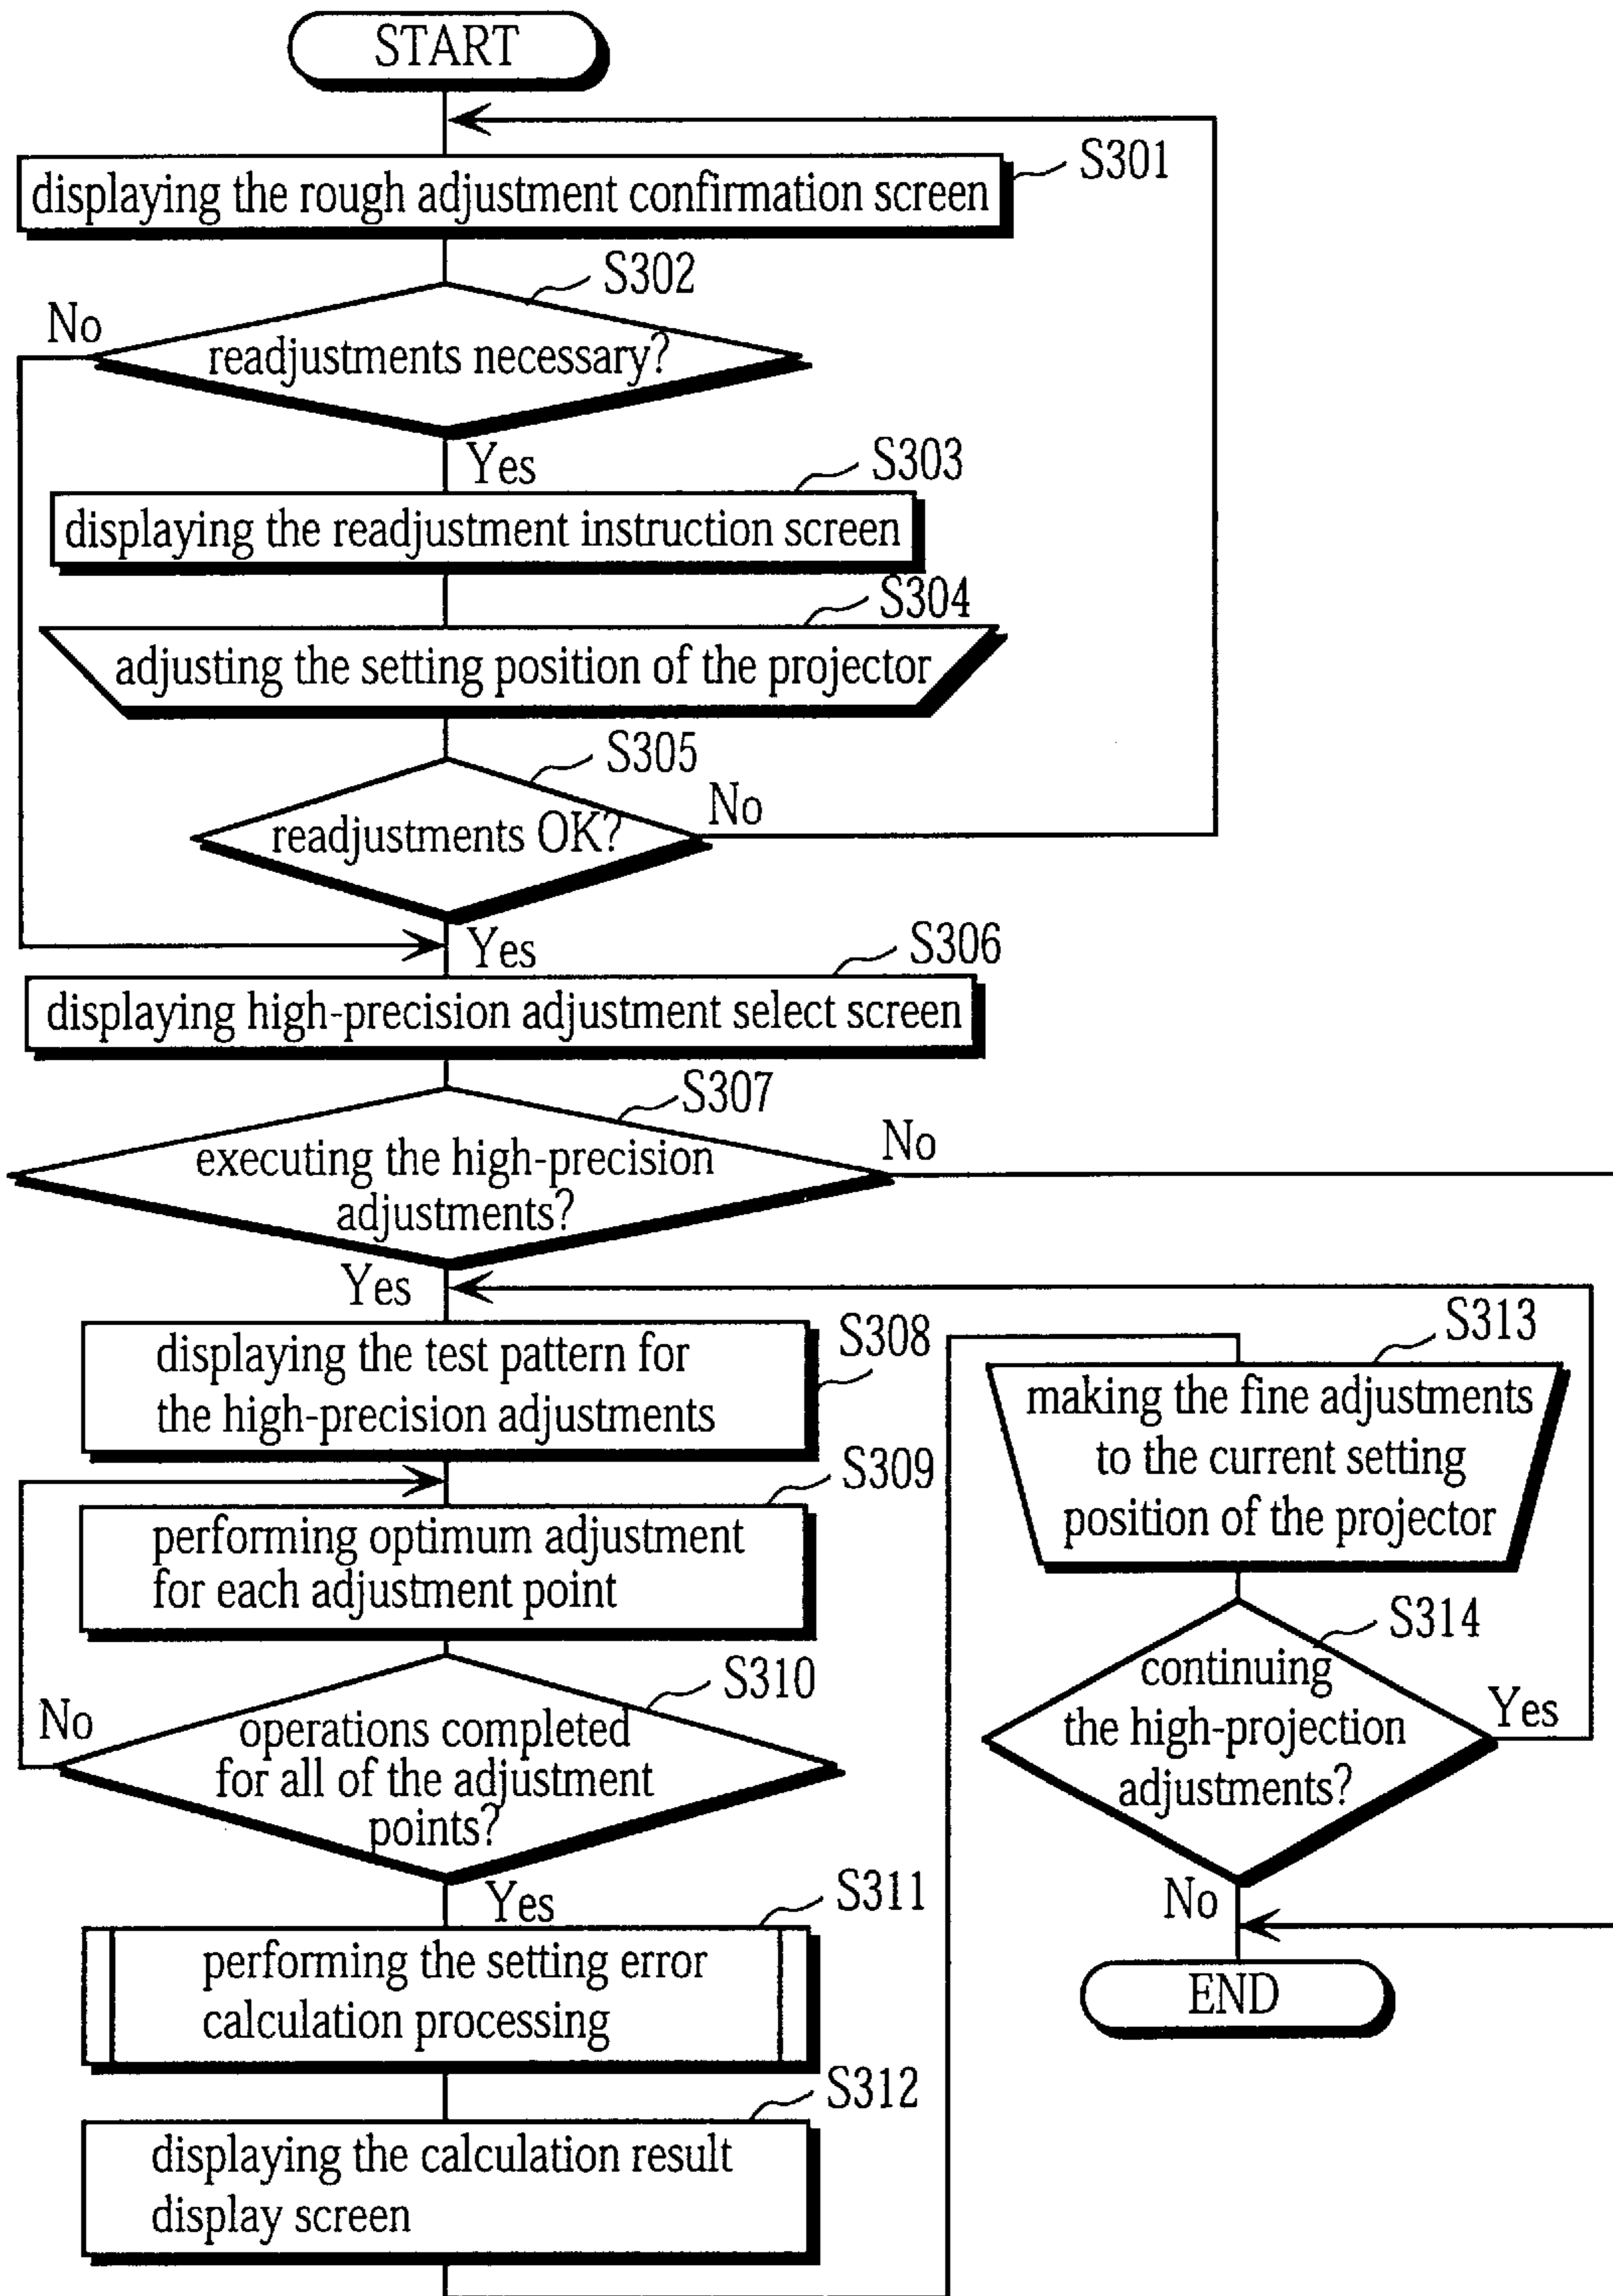 START
S301
displaying the rough adjustment confirmation screen
S302
No
readjustments necessary?
Yes
S303
displaying the readjustment instruction screen
S304
adjusting the setting position of the projector
S305
No
readjustments OK?
Yes
S306
displaying high-precision adjustment select screen
S307
No
executing the high-precision
adjustments?
Yes
S308
displaying the test pattern for
the high-precision adjustments
S309
performing optimum adjustment
for each adjustment point
S310
No
operations completed
for all of the adjustment
points?
Yes
S311
performing the setting error
calculation processing
S312
displaying the calculation result
display screen
S313
making the fine adjustments
to the current setting
position of the projector
S314
continuing
the high-projection
adjustments?
Yes
No
END